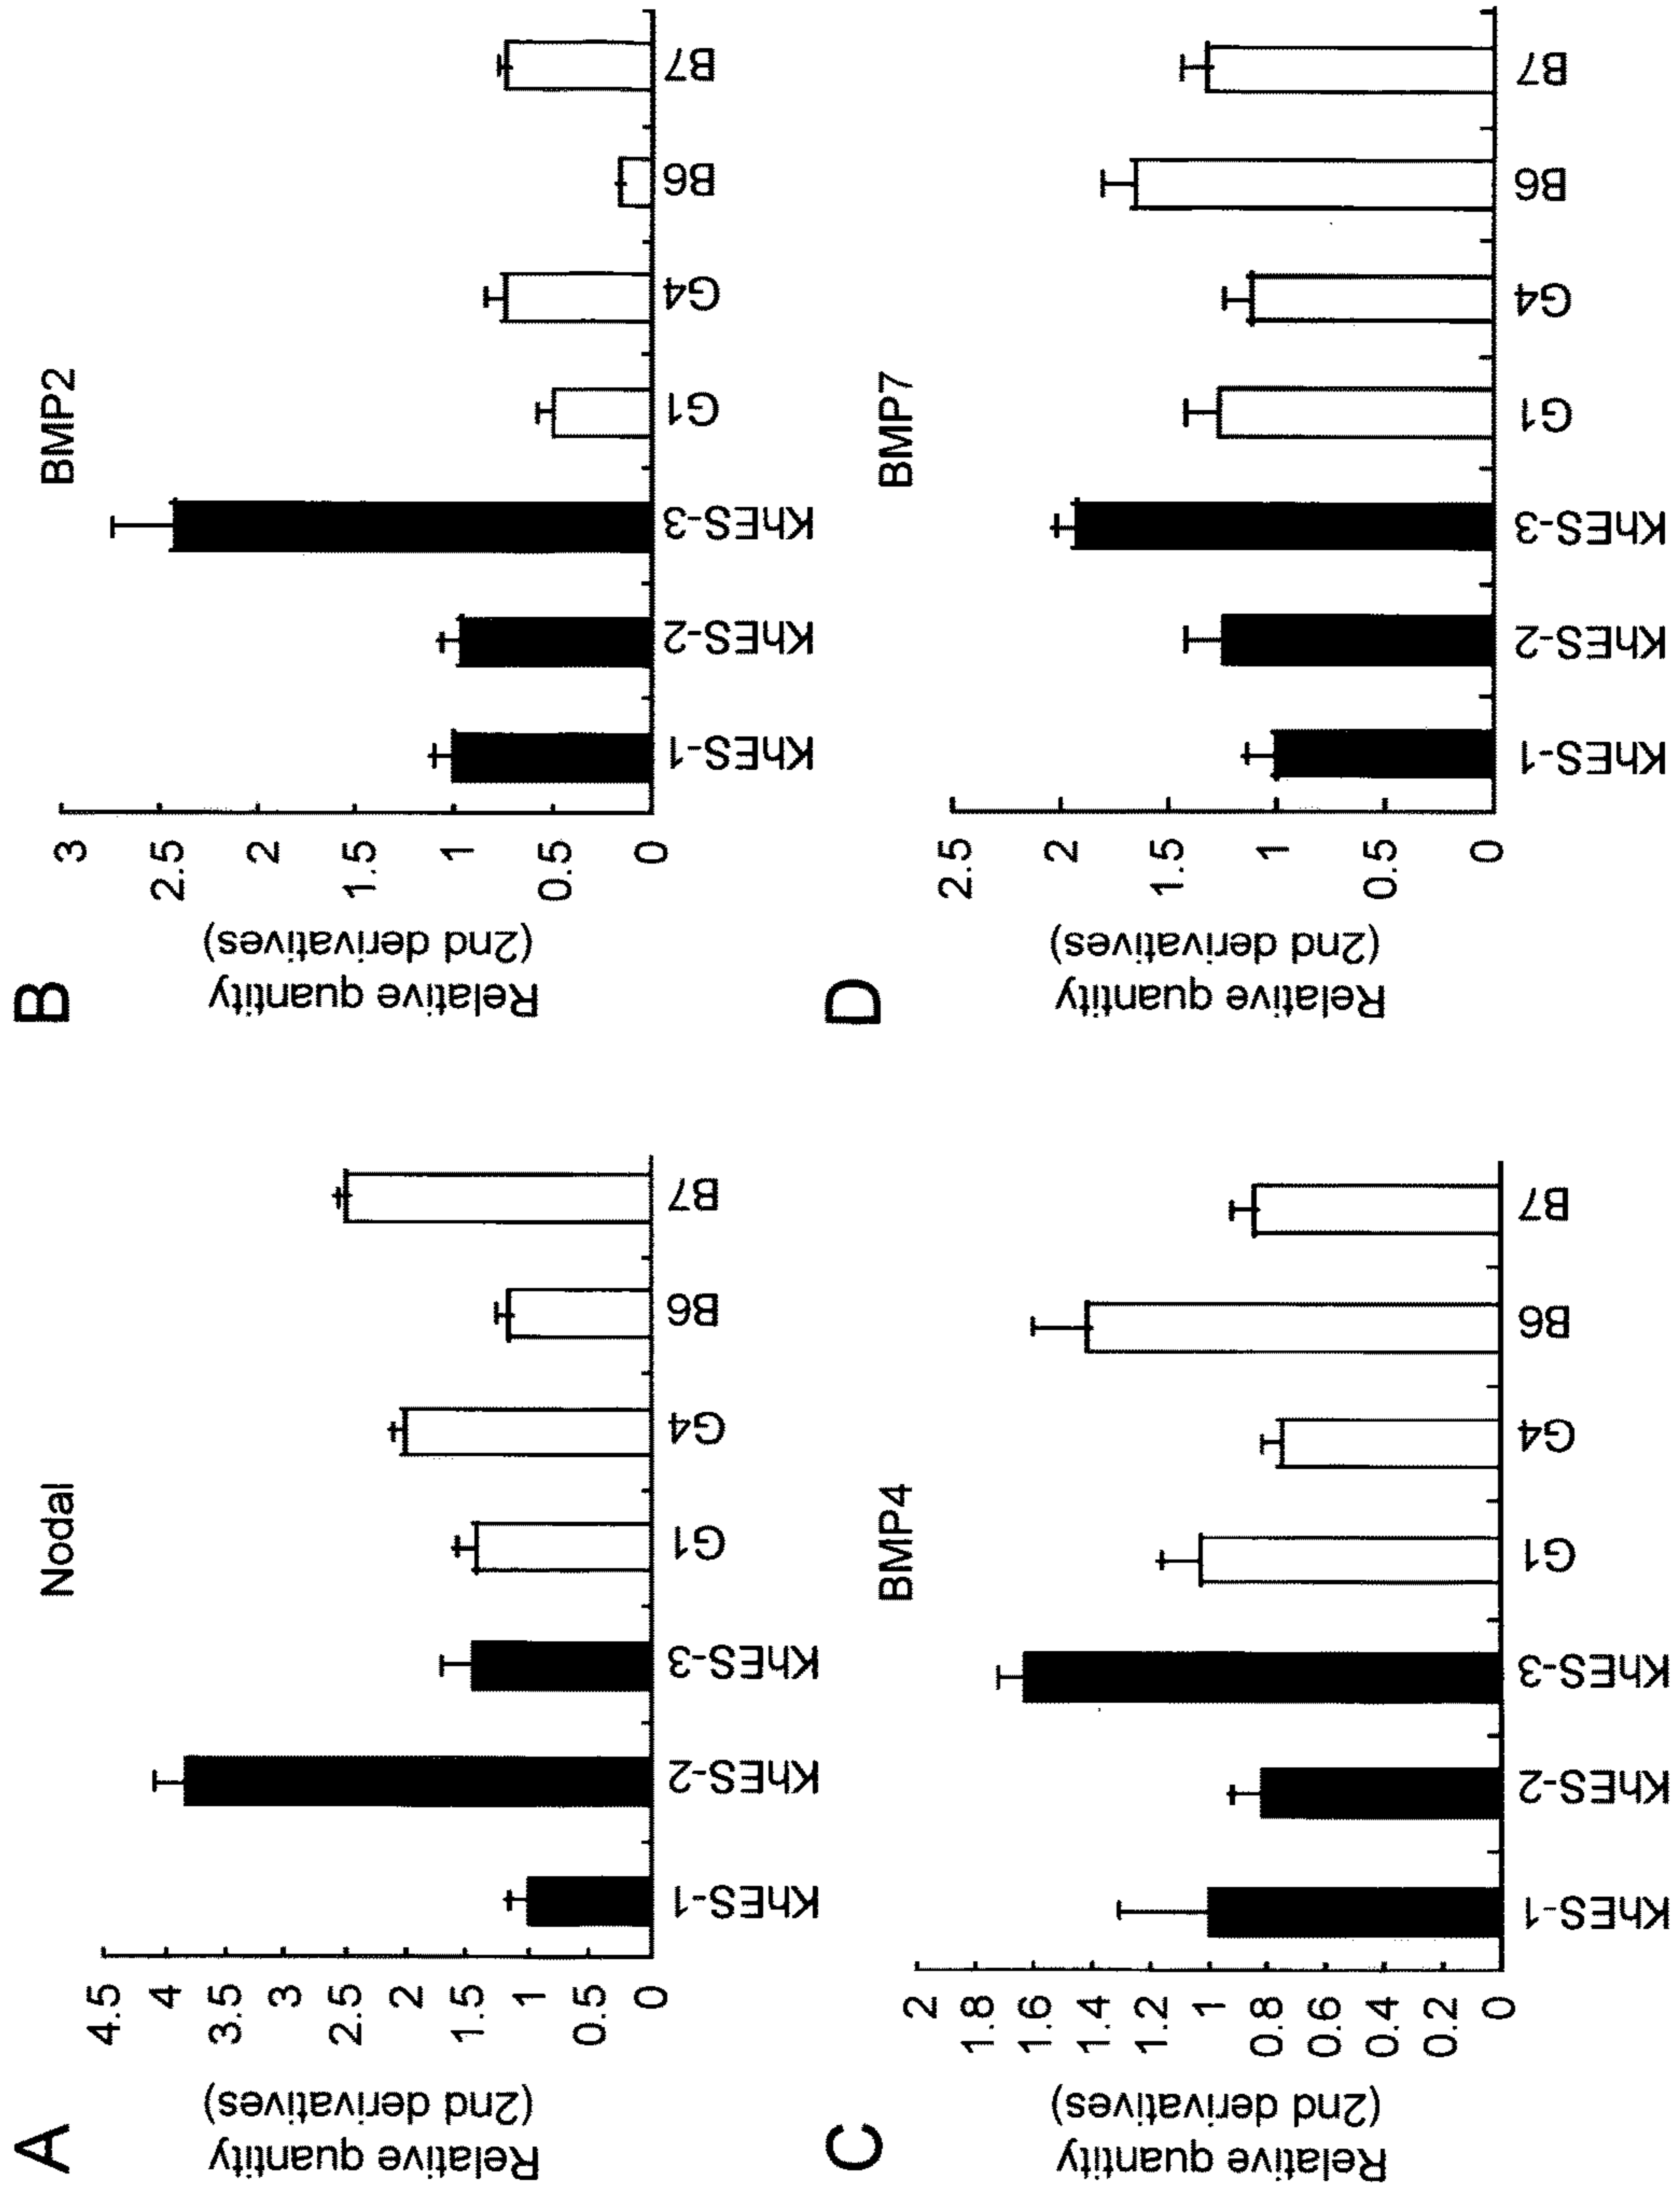 A
Nodal
Relative quantity
(2nd derivatives)
4.5
4
3.5
3
2.5
2
1.5
1
0.5
0
KhES-1
KhES-2
KhES-3
G1
G4
B6
B7
B
BMP2
Relative quantity
(2nd derivatives)
3
2.5
2
1.5
1
0.5
0
KhES-1
KhES-2
KhES-3
G1
G4
B6
B7
C
BMP4
Relative quantity
(2nd derivatives)
2
1.8
1.6
1.4
1.2
1
0.8
0.6
0.4
0.2
0
KhES-1
KhES-2
KhES-3
G1
G4
B6
B7
D
BMP7
Relative quantity
(2nd derivatives)
2.5
2
1.5
1
0.5
0
KhES-1
KhES-2
KhES-3
G1
G4
B6
B7